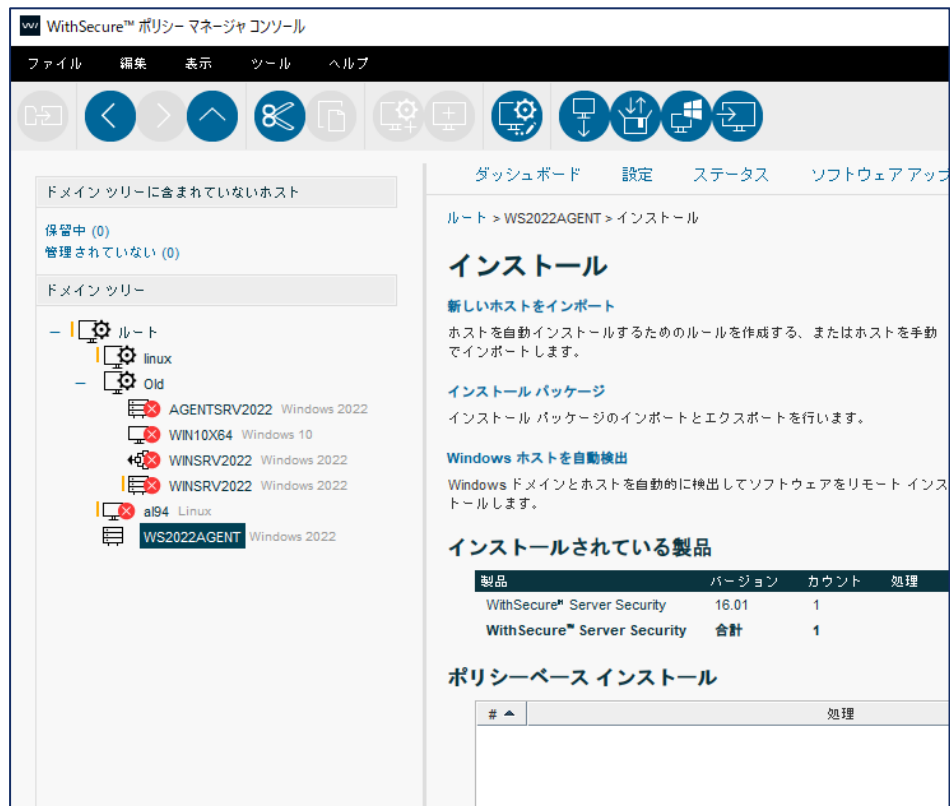 WithSecure™ ポリシー マネージャ コンソール
ファイル 編集 表示 ツール ヘルプ
ドメイン ツリーに含まれていないホスト
保留中 (0)
管理されていない (0)
ドメイン ツリー
ルート
linux
Old
AGENTSRV2022 Windows 2022
WIN10X64 Windows 10
WINSRV2022 Windows 2022
WINSRV2022 Windows 2022
al94 Linux
WS2022AGENT Windows 2022
ダッシュボード 設定 ステータス ソフトウェア アップ
ルート > WS2022AGENT > インストール
インストール
新しいホストをインポート
ホストを自動インストールするためのルールを作成する、またはホストを手動
でインポートします。
インストール パッケージ
インストール パッケージのインポートとエクスポートを行います。
Windows ホストを自動検出
Windows ドメインとホストを自動的に検出してソフトウェアをリモート インス
トールします。
インストールされている製品
製品 バージョン カウント 処理
WithSecure™ Server Security 16.01 1
WithSecure™ Server Security 合計 1
ポリシーベース インストール
# 処理